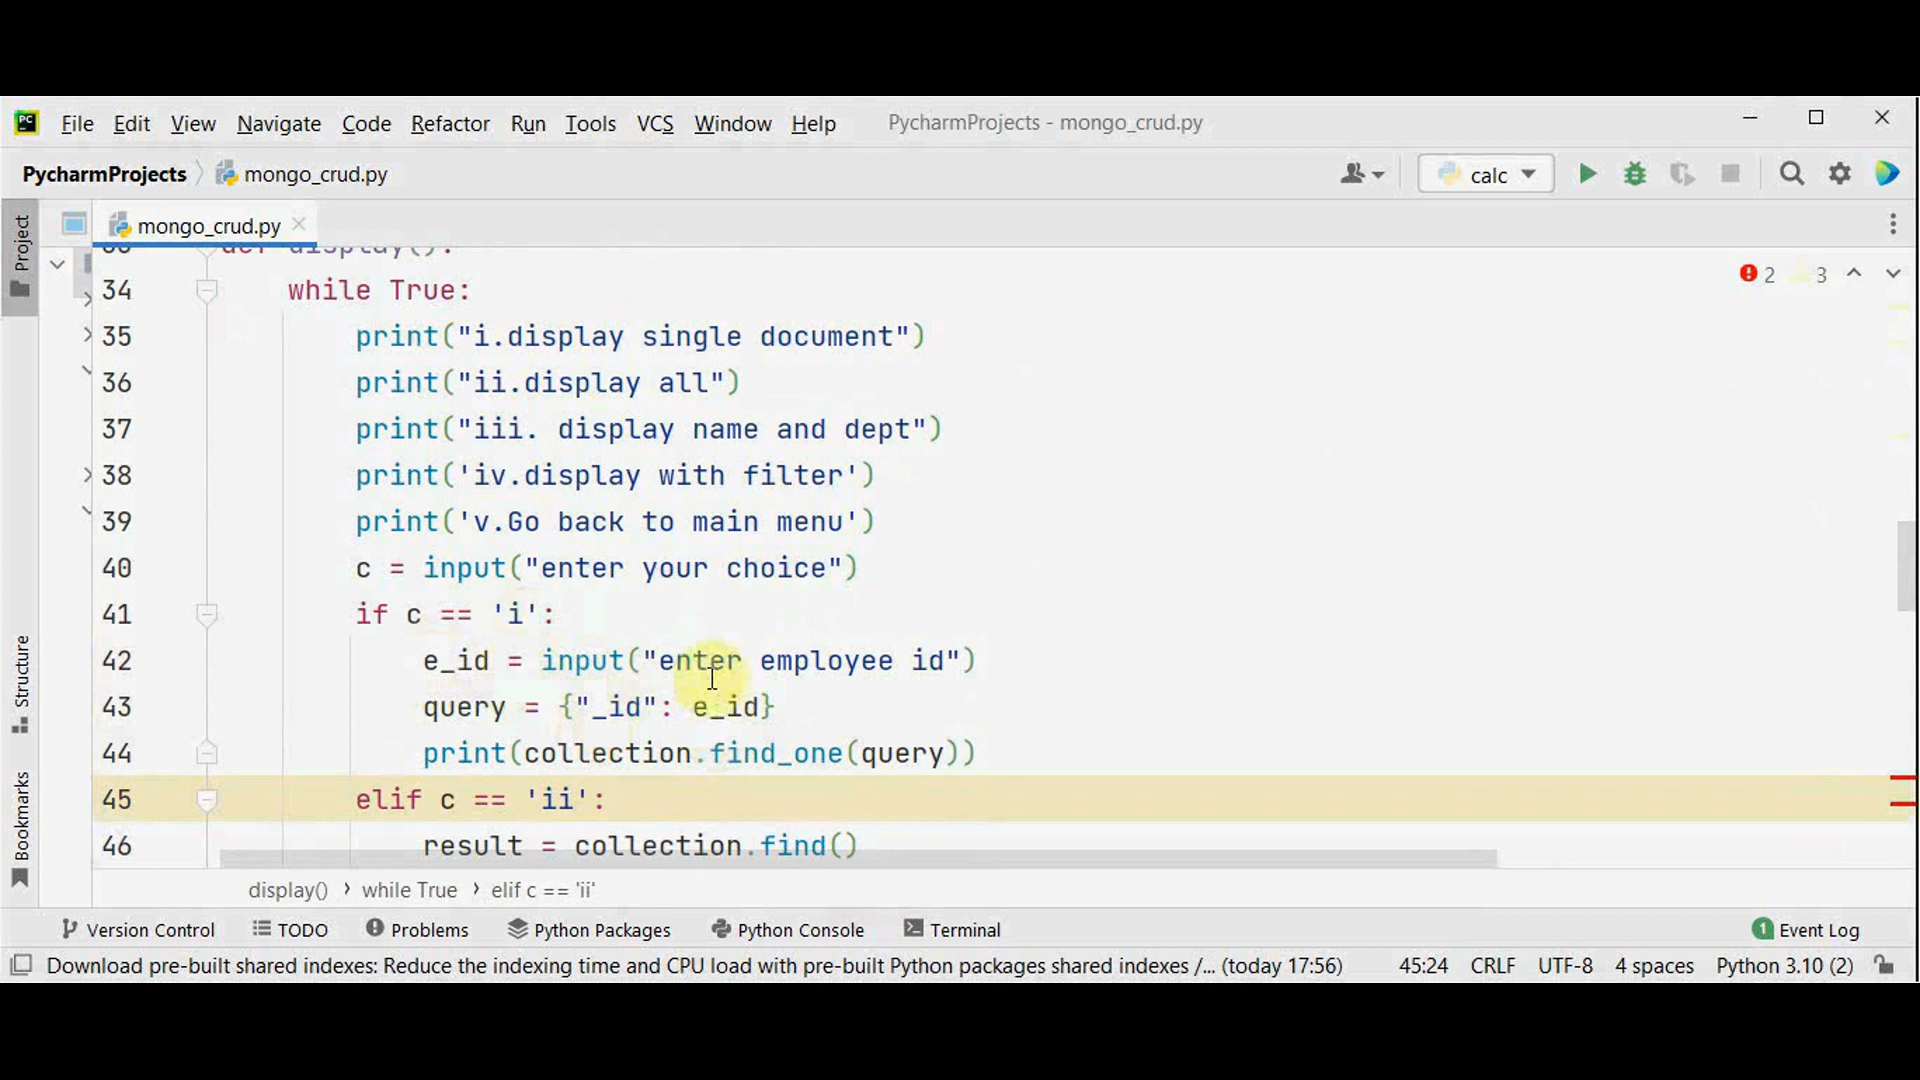 PC File Edit View Navigate Code Refactor Run Tools VCS Window Help PycharmProjects - mongo_crud.py
PycharmProjects mongo_crud.py calc
mongo_crud.py
Project
Structure
Bookmarks
def display():
2 3
34 while True:
35 print("i.display single document")
36 print("ii.display all")
37 print("iii. display name and dept")
38 print('iv.display with filter')
39 print('v.Go back to main menu')
40 c = input("enter your choice")
41 if c == 'i':
42 e_id = input("enter employee id")
43 query = {"_id": e_id}
44 print(collection.find_one(query))
45 elif c == 'ii':
46 result = collection.find()
display() › while True › elif c == 'ii'
Version Control TODO Problems Python Packages Python Console Terminal 1 Event Log
Download pre-built shared indexes: Reduce the indexing time and CPU load with pre-built Python packages shared indexes /... (today 17:56) 45:24 CRLF UTF-8 4 spaces Python 3.10 (2)